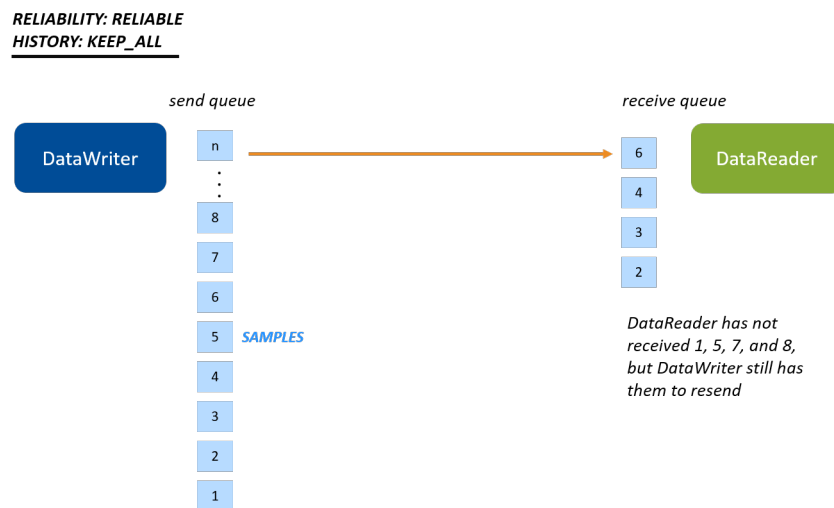 RELIABILITY: RELIABLE
HISTORY: KEEP_ALL
send queue
receive queue
DataWriter
DataReader
n
8
7
6
5
SAMPLES
4
3
2
1
6
4
3
2
DataReader has not
received 1, 5, 7, and 8,
but DataWriter still has
them to resend